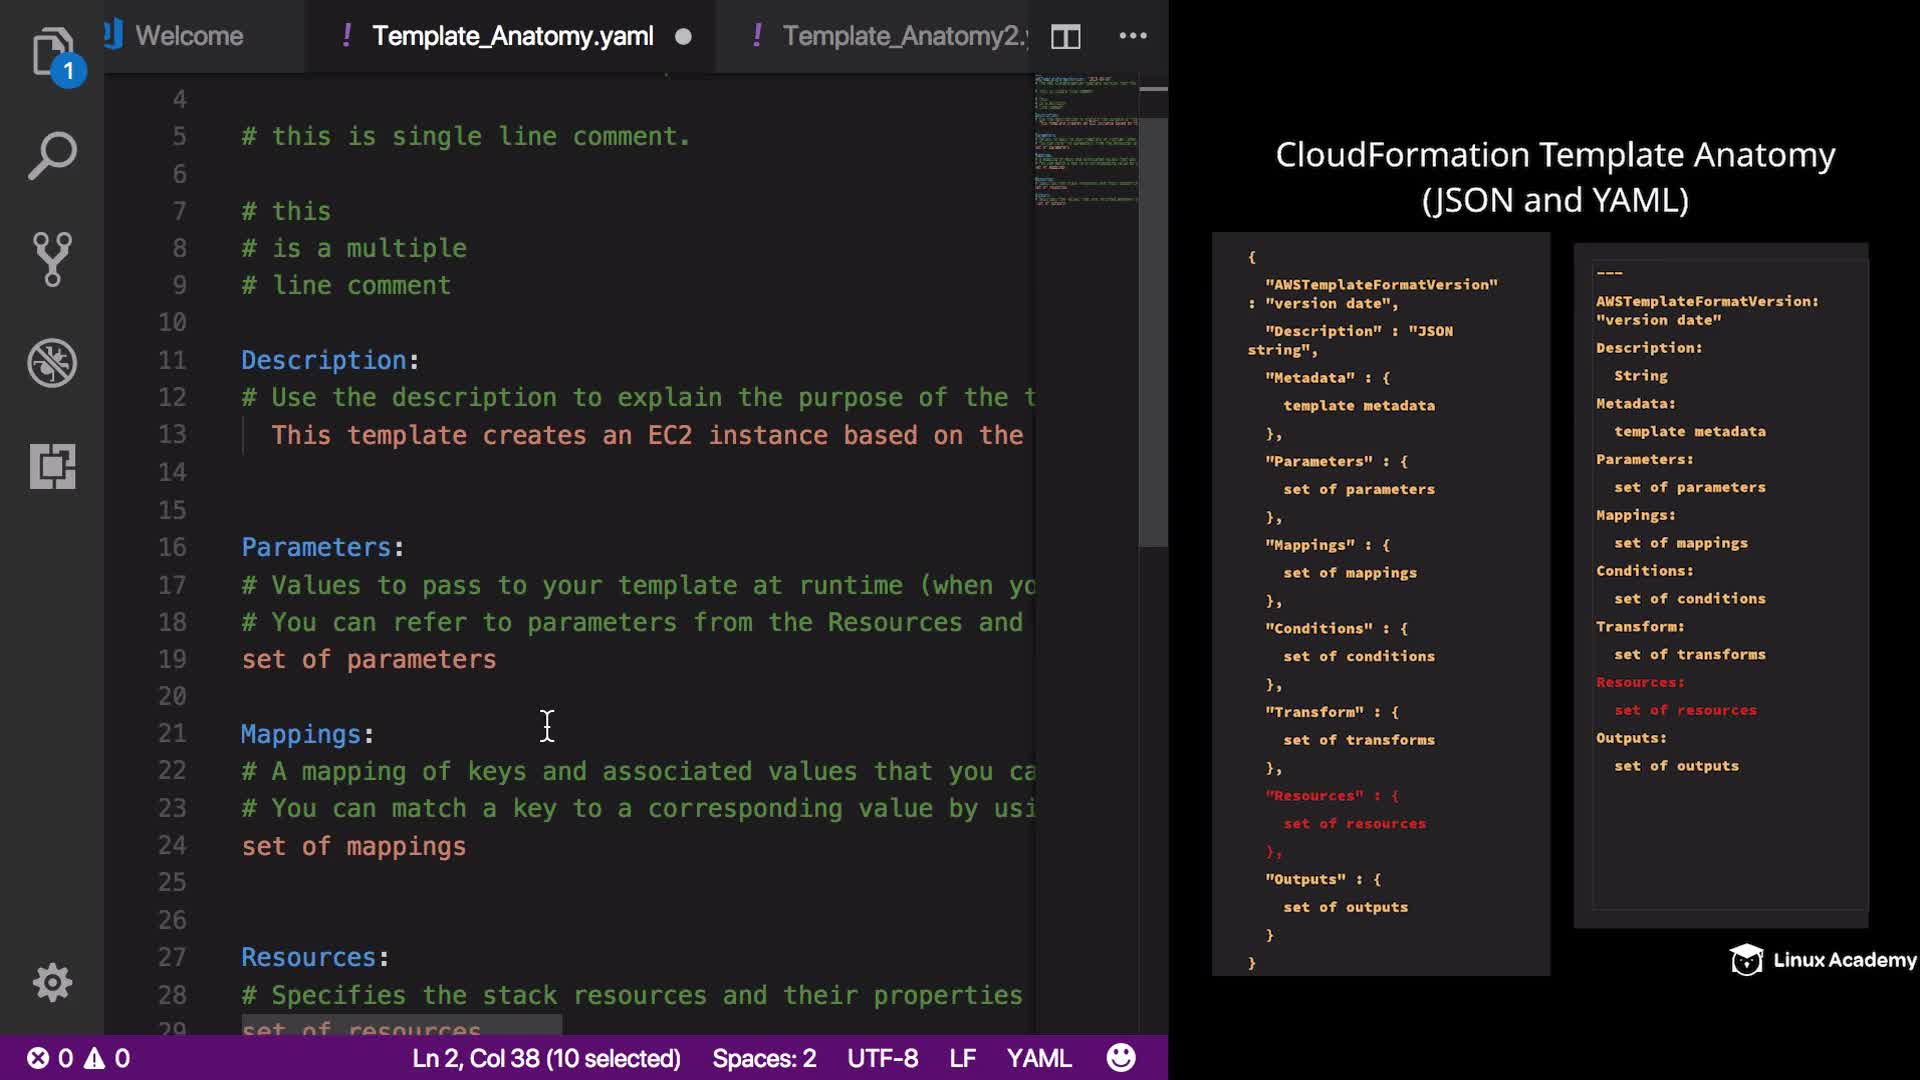 1
Welcome
! Template_Anatomy.yaml
! Template_Anatomy2.y
4
5 # this is single line comment.
6
7 # this
8 # is a multiple
9 # line comment
10
11 Description:
12 # Use the description to explain the purpose of the t
13 This template creates an EC2 instance based on the
14
15
16 Parameters:
17 # Values to pass to your template at runtime (when yo
18 # You can refer to parameters from the Resources and
19 set of parameters
20
21 Mappings:
22 # A mapping of keys and associated values that you ca
23 # You can match a key to a corresponding value by usi
24 set of mappings
25
26
27 Resources:
28 # Specifies the stack resources and their properties
29 set of resources
0 0
Ln 2, Col 38 (10 selected) Spaces: 2 UTF-8 LF YAML
CloudFormation Template Anatomy
(JSON and YAML)
{
"AWSTemplateFormatVersion"
: "version date",
"Description" : "JSON
string",
"Metadata" : {
template metadata
},
"Parameters" : {
set of parameters
},
"Mappings" : {
set of mappings
},
"Conditions" : {
set of conditions
},
"Transform" : {
set of transforms
},
"Resources" : {
set of resources
},
"Outputs" : {
set of outputs
}
}
---
AWSTemplateFormatVersion:
"version date"
Description:
String
Metadata:
template metadata
Parameters:
set of parameters
Mappings:
set of mappings
Conditions:
set of conditions
Transform:
set of transforms
Resources:
set of resources
Outputs:
set of outputs
Linux Academy